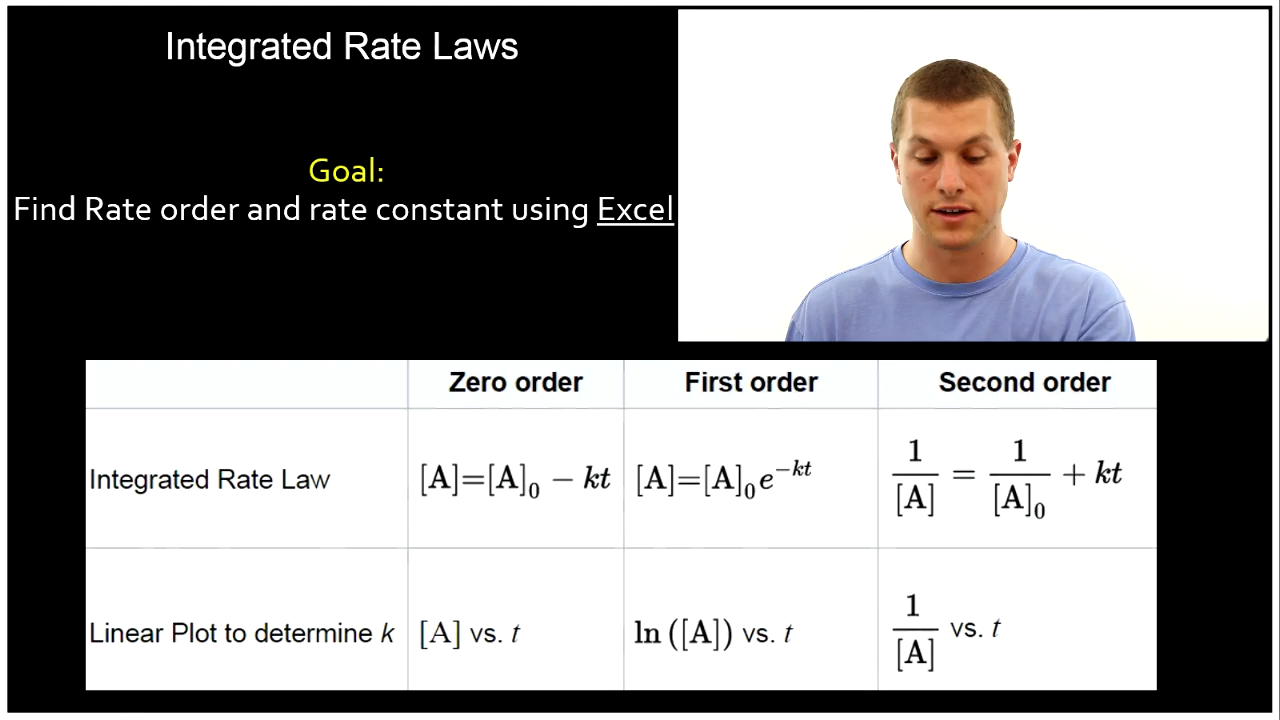 Integrated Rate Laws
Goal:
Find Rate order and rate constant using Excel
Zero order First order Second order
Integrated Rate Law [A]=[A]₀ − kt [A]=[A]₀e^{−kt} 1/[A] = 1/[A]₀ + kt
Linear Plot to determine k [A] vs. t ln ([A]) vs. t 1/[A] vs. t